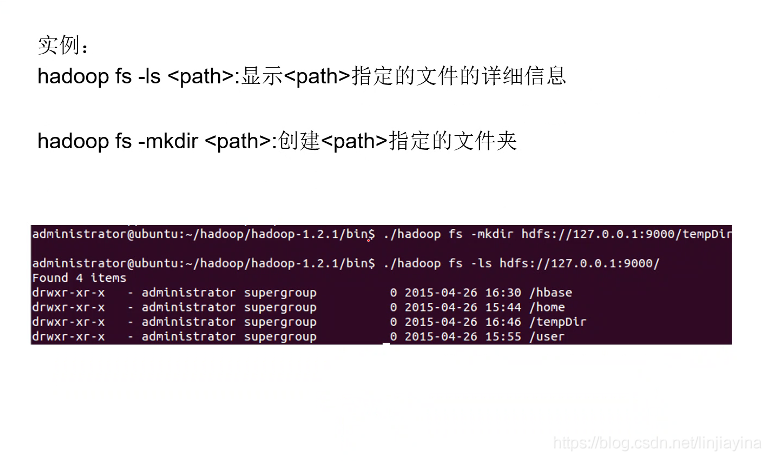 实例：
hadoop fs -ls <path>:显示<path>指定的文件的详细信息
hadoop fs -mkdir <path>:创建<path>指定的文件夹
administrator@ubuntu:~/hadoop/hadoop-1.2.1/bin$ ./hadoop fs -mkdir hdfs://127.0.0.1:9000/tempDir
administrator@ubuntu:~/hadoop/hadoop-1.2.1/bin$ ./hadoop fs -ls hdfs://127.0.0.1:9000/
Found 4 items
drwxr-xr-x   - administrator supergroup          0 2015-04-26 16:30 /hbase
drwxr-xr-x   - administrator supergroup          0 2015-04-26 15:44 /home
drwxr-xr-x   - administrator supergroup          0 2015-04-26 16:46 /tempDir
drwxr-xr-x   - administrator supergroup          0 2015-04-26 15:55 /user
https://blog.csdn.net/linjiayina